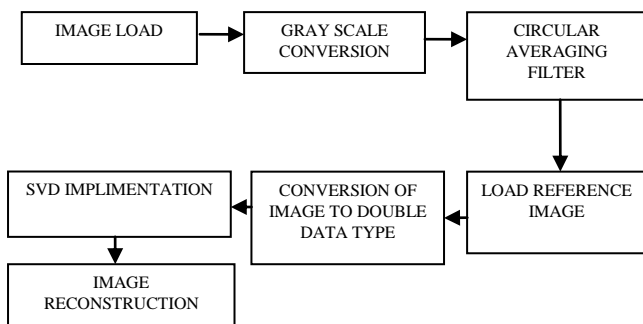 IMAGE LOAD
GRAY SCALE
CONVERSION
CIRCULAR
AVERAGING
FILTER
LOAD REFERENCE
IMAGE
CONVERSION OF
IMAGE TO DOUBLE
DATA TYPE
SVD IMPLIMENTATION
IMAGE
RECONSTRUCTION